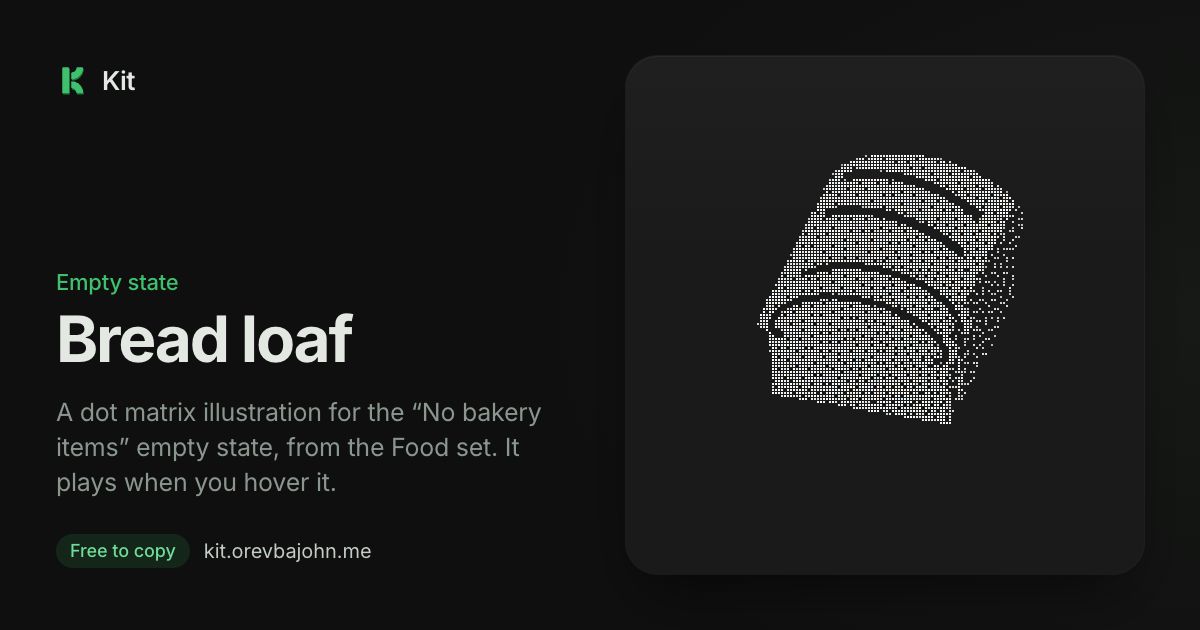 Kit
Empty state
Bread loaf
A dot matrix illustration for the “No bakery
items” empty state, from the Food set. It
plays when you hover it.
Free to copy
kit.orevbajohn.me